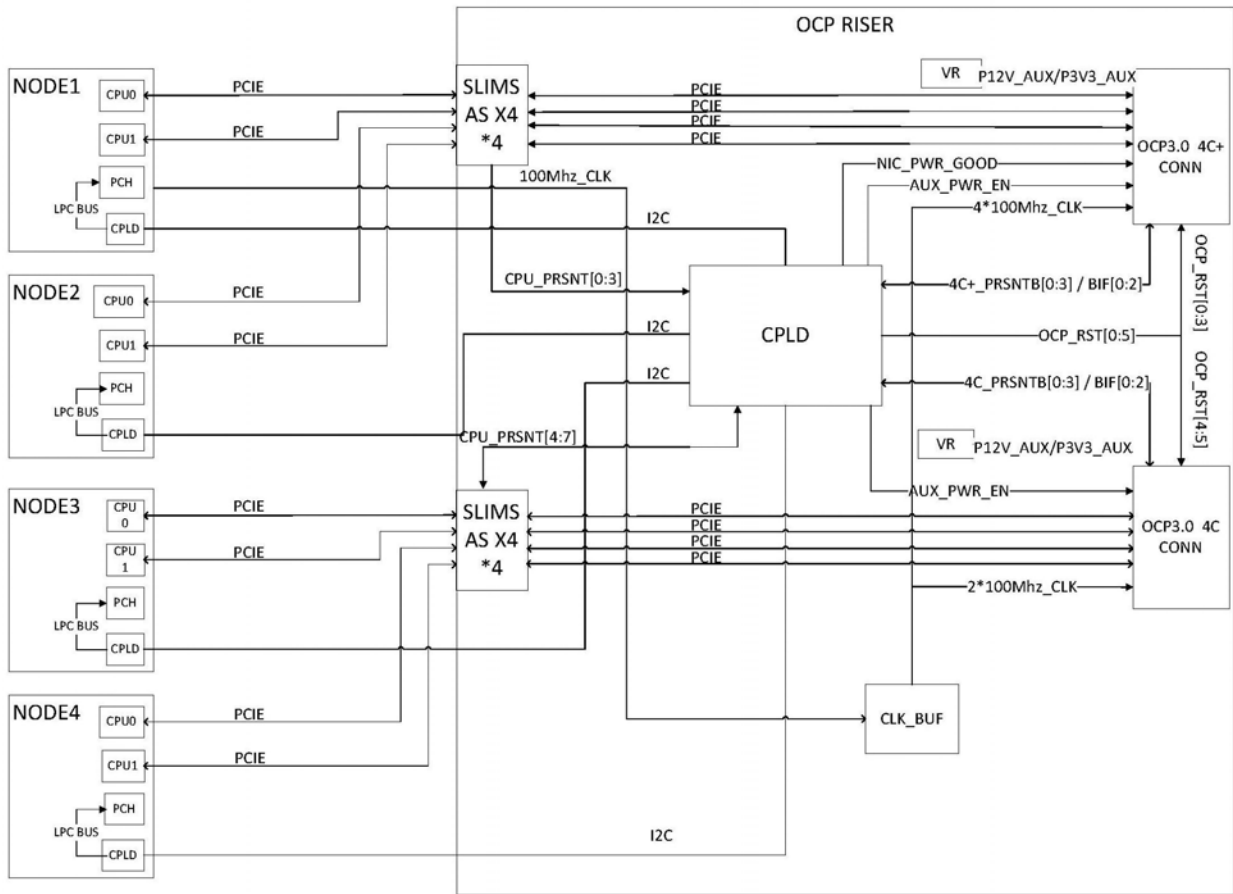 OCP RISER
NODE1
CPU0
CPU1
PCH
LPC BUS
CPLD
PCIE
PCIE
100Mhz_CLK
I2C
SLIMS
AS X4
*4
PCIE
PCIE
PCIE
PCIE
VR
P12V_AUX/P3V3_AUX
OCP3.0 4C+
CONN
NIC_PWR_GOOD
AUX_PWR_EN
4*100Mhz_CLK
NODE2
CPU0
CPU1
PCH
LPC BUS
CPLD
PCIE
PCIE
CPU_PRSNT[0:3]
I2C
I2C
CPU_PRSNT[4:7]
CPLD
4C+_PRSNTB[0:3] / BIF[0:2]
OCP_RST[0:5]
4C_PRSNTB[0:3] / BIF[0:2]
OCP_RST[0:3]
OCP_RST[4:5]
VR
P12V_AUX/P3V3_AUX
AUX_PWR_EN
NODE3
CPU
0
CPU
1
PCH
LPC BUS
CPLD
PCIE
PCIE
SLIMS
AS X4
*4
PCIE
PCIE
PCIE
PCIE
OCP3.0 4C
CONN
2*100Mhz_CLK
NODE4
CPU0
CPU1
PCH
LPC BUS
CPLD
PCIE
PCIE
I2C
CLK_BUF